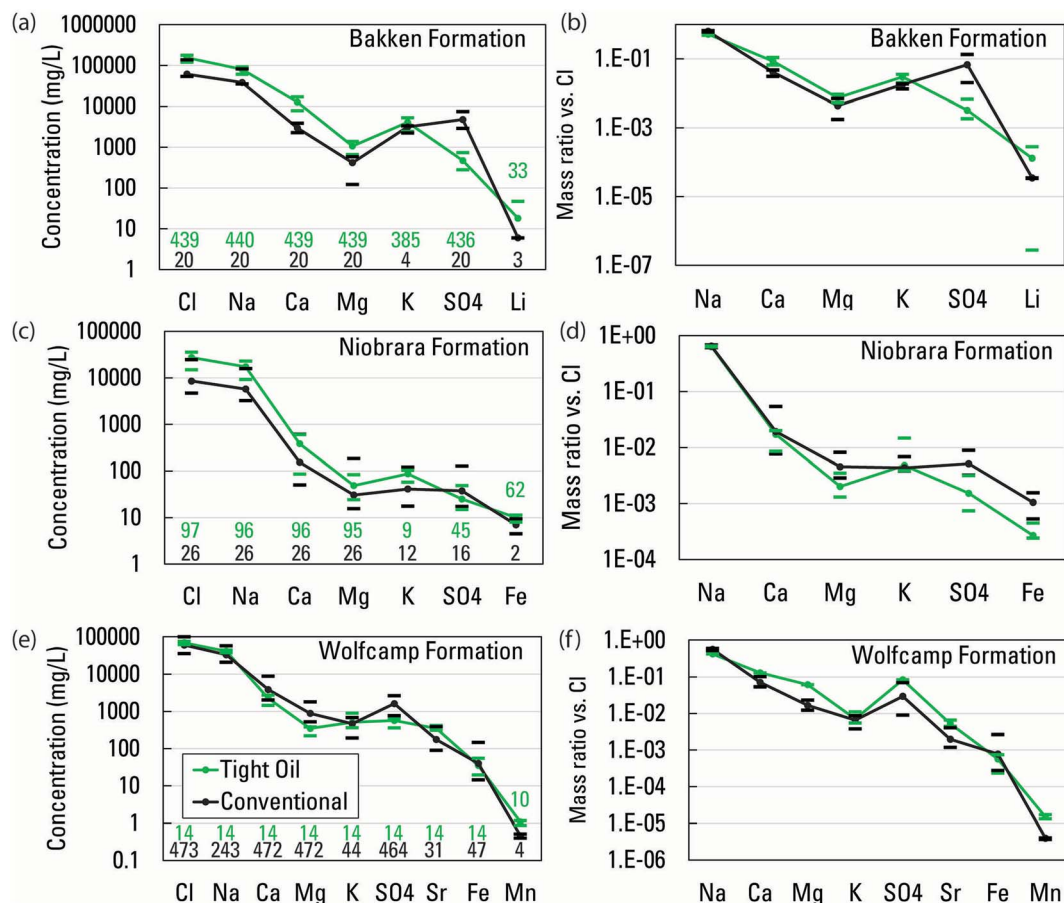 (a)
Concentration (mg/L)
1000000
100000
10000
1000
100
10
1
Bakken Formation
33
439 440 439 439 385 436
20 20 20 20 4 20 3
Cl Na Ca Mg K SO4 Li
(b)
Mass ratio vs. Cl
1.E-01
1.E-03
1.E-05
1.E-07
Bakken Formation
Na Ca Mg K SO4 Li
(c)
Concentration (mg/L)
100000
10000
1000
100
10
1
Niobrara Formation
62
97 96 96 95 9 45
26 26 26 26 12 16 2
Cl Na Ca Mg K SO4 Fe
(d)
Mass ratio vs. Cl
1.E+00
1.E-01
1.E-02
1.E-03
1.E-04
Niobrara Formation
Na Ca Mg K SO4 Fe
(e)
Concentration (mg/L)
100000
10000
1000
100
10
1
0.1
Wolfcamp Formation
Tight Oil
Conventional
10
14 14 14 14 14 14 14 14
473 243 472 472 44 464 31 47 4
Cl Na Ca Mg K SO4 Sr Fe Mn
(f)
Mass ratio vs. Cl
1.E+00
1.E-01
1.E-02
1.E-03
1.E-04
1.E-05
1.E-06
Wolfcamp Formation
Na Ca Mg K SO4 Sr Fe Mn